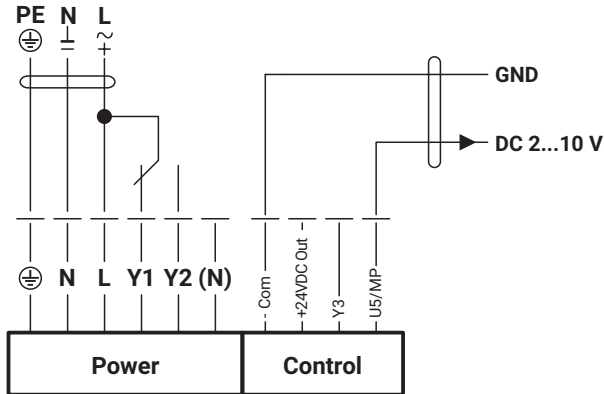 PE N L
GND
DC 2...10 V
N L Y1 Y2 (N)
- Com
+24VDC Out
Y3
U5/MP
Power
Control